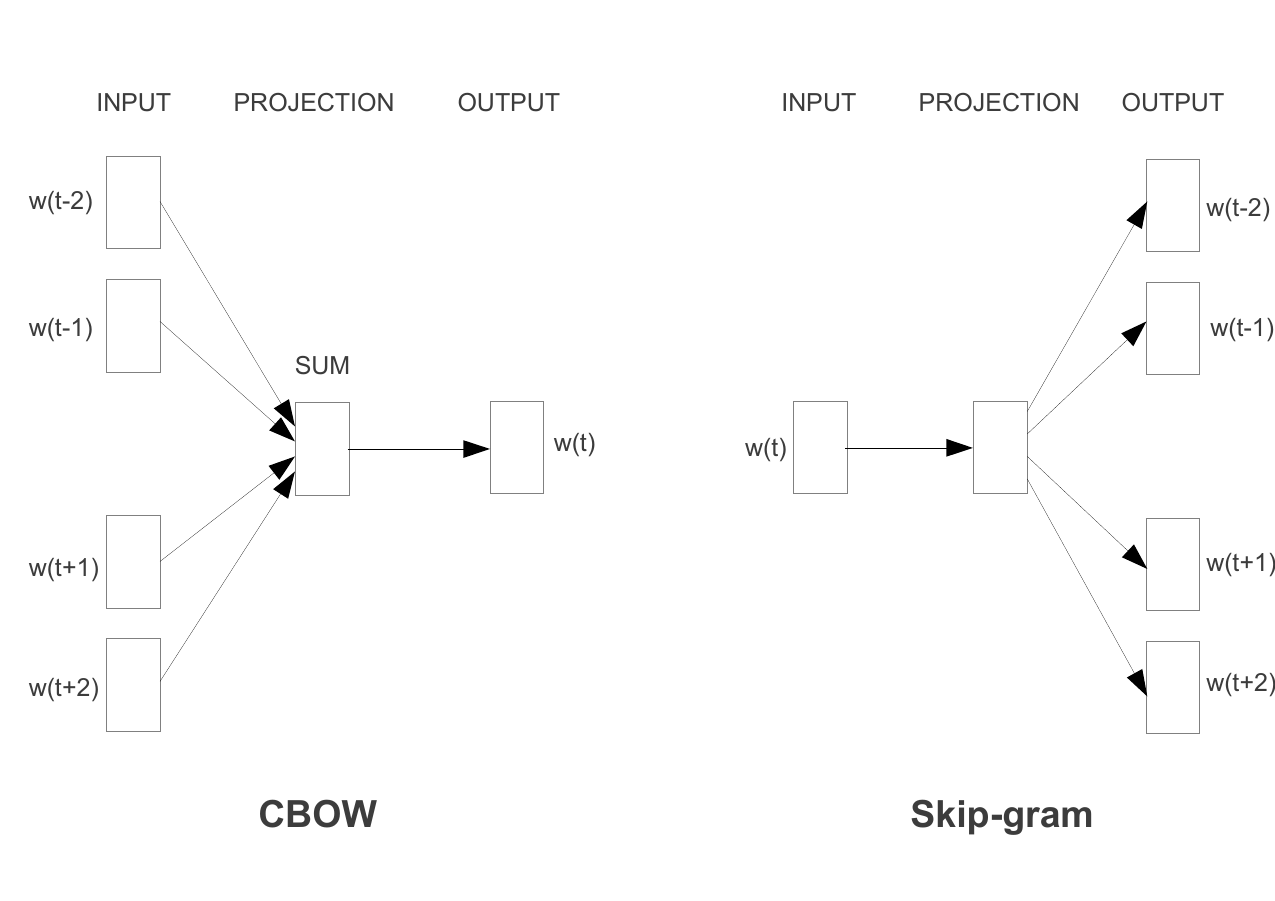 INPUT PROJECTION OUTPUT
w(t-2)
w(t-1)
SUM
w(t)
w(t+1)
w(t+2)
CBOW
INPUT PROJECTION OUTPUT
w(t-2)
w(t-1)
w(t)
w(t+1)
w(t+2)
Skip-gram